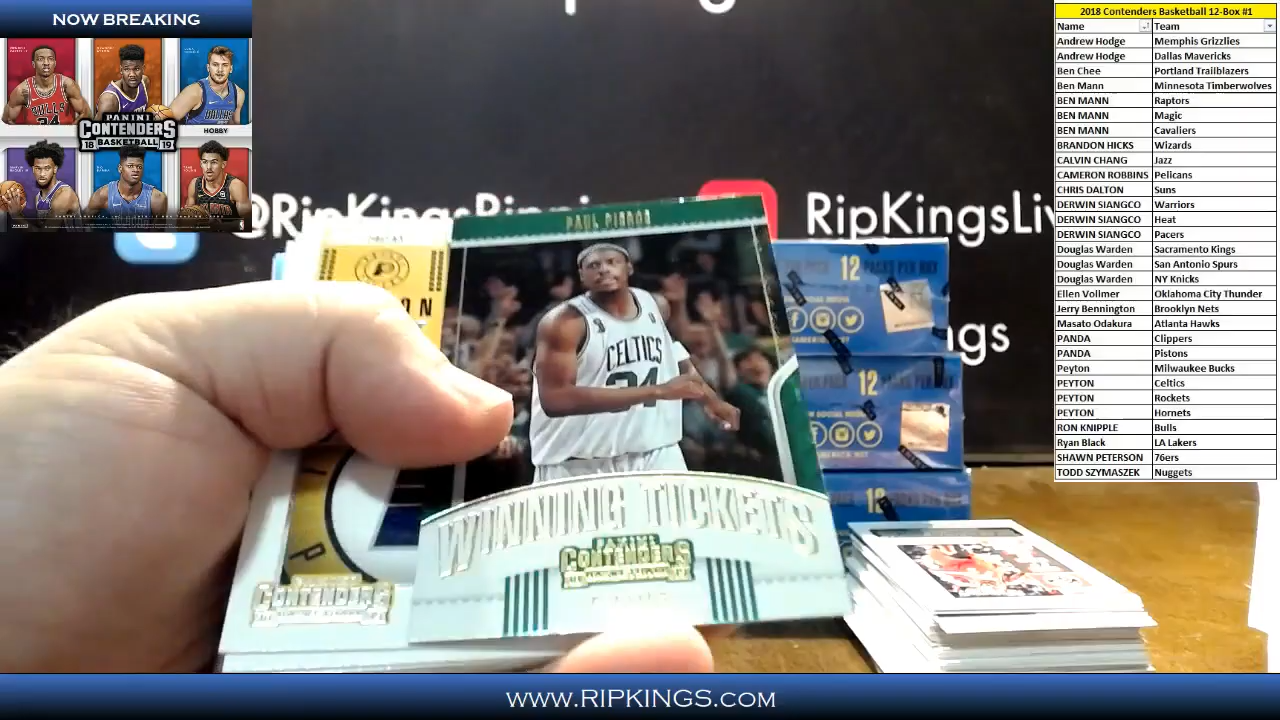 NOW BREAKING
PANINI
CONTENDERS
18 BASKETBALL 19
HOBBY
@RipKingsRippi
RipKingsLiv
ngs
PAUL PIERCE
CELTICS
34
WINNING TICKETS
PANINI
CONTENDERS
CONTENDERS
12 PACKS PER BOX
12
12
2018 Contenders Basketball 12-Box #1
Name Team
Andrew Hodge Memphis Grizzlies
Andrew Hodge Dallas Mavericks
Ben Chee Portland Trailblazers
Ben Mann Minnesota Timberwolves
BEN MANN Raptors
BEN MANN Magic
BEN MANN Cavaliers
BRANDON HICKS Wizards
CALVIN CHANG Jazz
CAMERON ROBBINS Pelicans
CHRIS DALTON Suns
DERWIN SIANGCO Warriors
DERWIN SIANGCO Heat
DERWIN SIANGCO Pacers
Douglas Warden Sacramento Kings
Douglas Warden San Antonio Spurs
Douglas Warden NY Knicks
Ellen Vollmer Oklahoma City Thunder
Jerry Bennington Brooklyn Nets
Masato Odakura Atlanta Hawks
PANDA Clippers
PANDA Pistons
Peyton Milwaukee Bucks
PEYTON Celtics
PEYTON Rockets
PEYTON Hornets
RON KNIPPLE Bulls
Ryan Black LA Lakers
SHAWN PETERSON 76ers
TODD SZYMASZEK Nuggets
WWW.RIPKINGS.COM